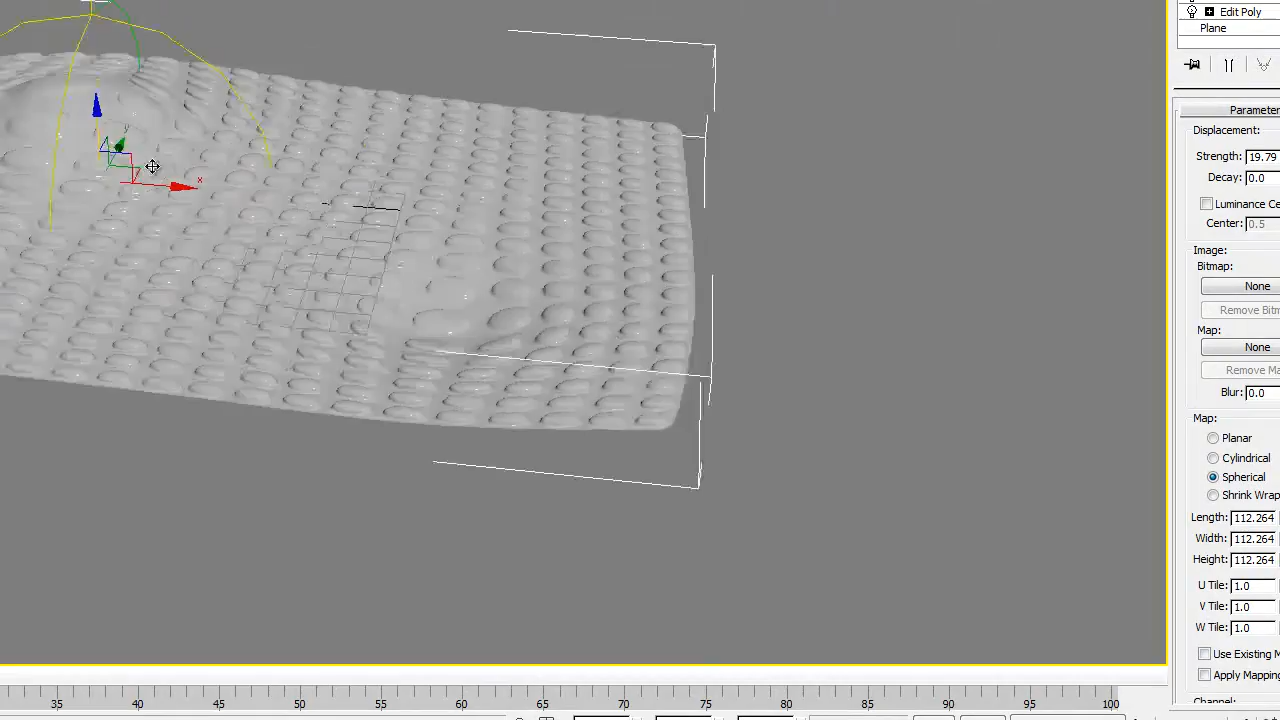 Edit Poly
Plane
Parameter
Displacement:
Strength: 19.79
Decay: 0.0
Luminance Ce
Center: 0.5
Image:
Bitmap:
None
Remove Bitm
Map:
None
Remove Ma
Blur: 0.0
Map:
Planar
Cylindrical
Spherical
Shrink Wrap
Length: 112.264
Width: 112.264
Height: 112.264
U Tile: 1.0
V Tile: 1.0
W Tile: 1.0
Use Existing M
Apply Mapping
Channel:
x
y
35 40 45 50 55 60 65 70 75 80 85 90 95 100